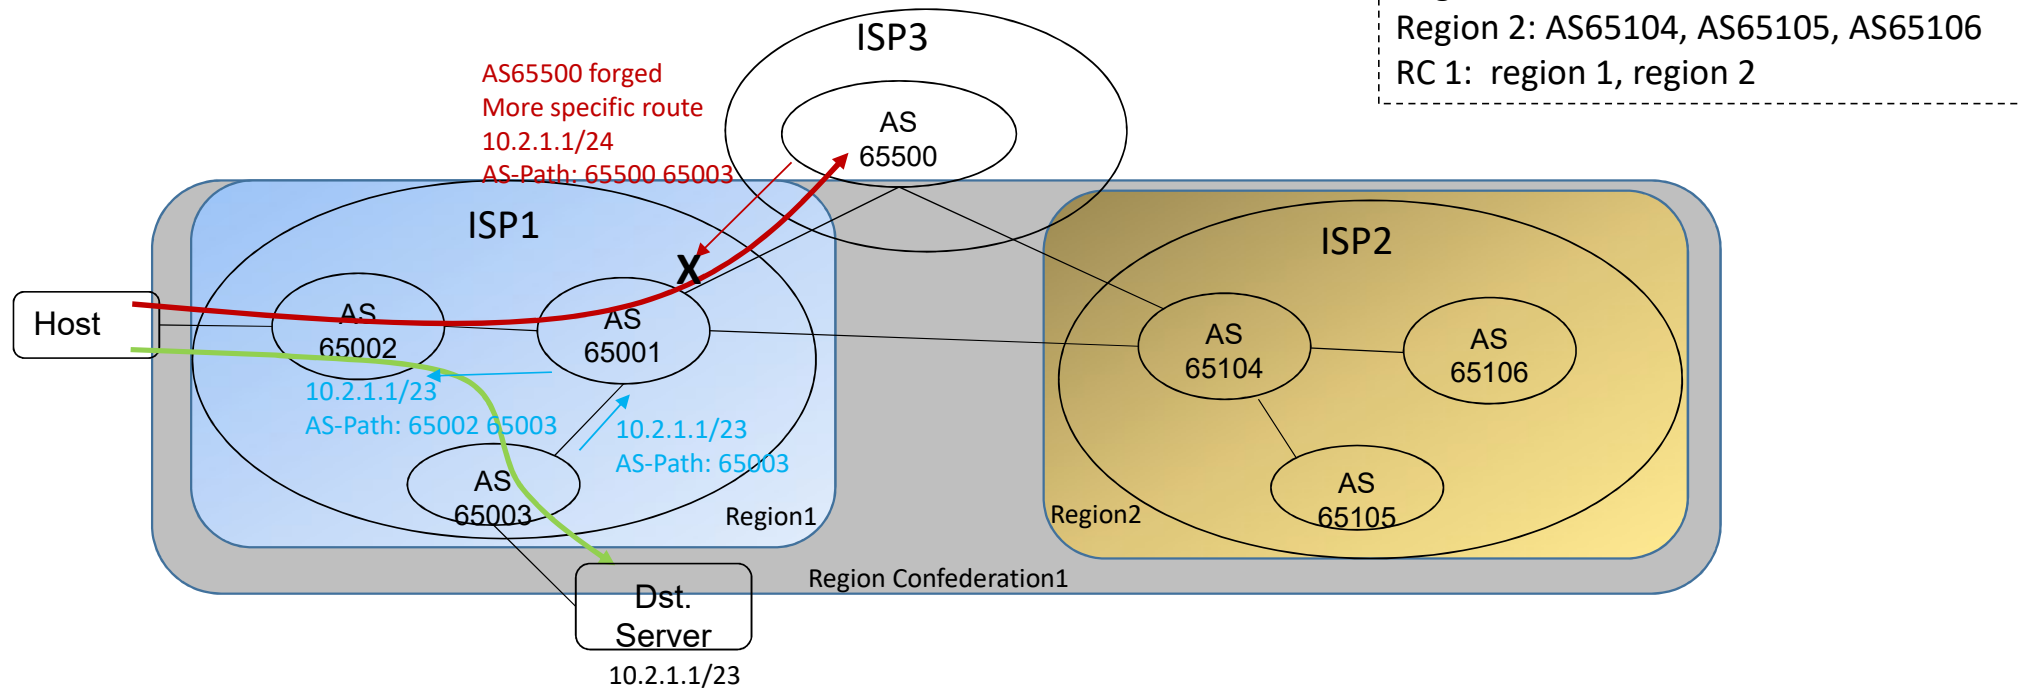 Region 2: AS65104, AS65105, AS65106
RC 1: region 1, region 2
ISP3
AS65500 forged
More specific route
10.2.1.1/24
AS-Path: 65500 65003
AS
65500
ISP1
ISP2
X
Host
AS
65002
AS
65001
AS
65104
AS
65106
10.2.1.1/23
AS-Path: 65002 65003
10.2.1.1/23
AS-Path: 65003
AS
65003
AS
65105
Region1
Region2
Region Confederation1
Dst.
Server
10.2.1.1/23